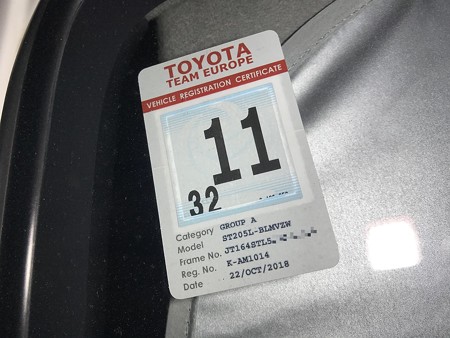 TOYOTA
TEAM EUROPE
VEHICLE REGISTRATION CERTIFICATE
11
32
Category GROUP A
Model ST205L-BLMVZW
Frame No. JT164STL5
Reg. No. K-AM1014
Date 22/OCT/2018